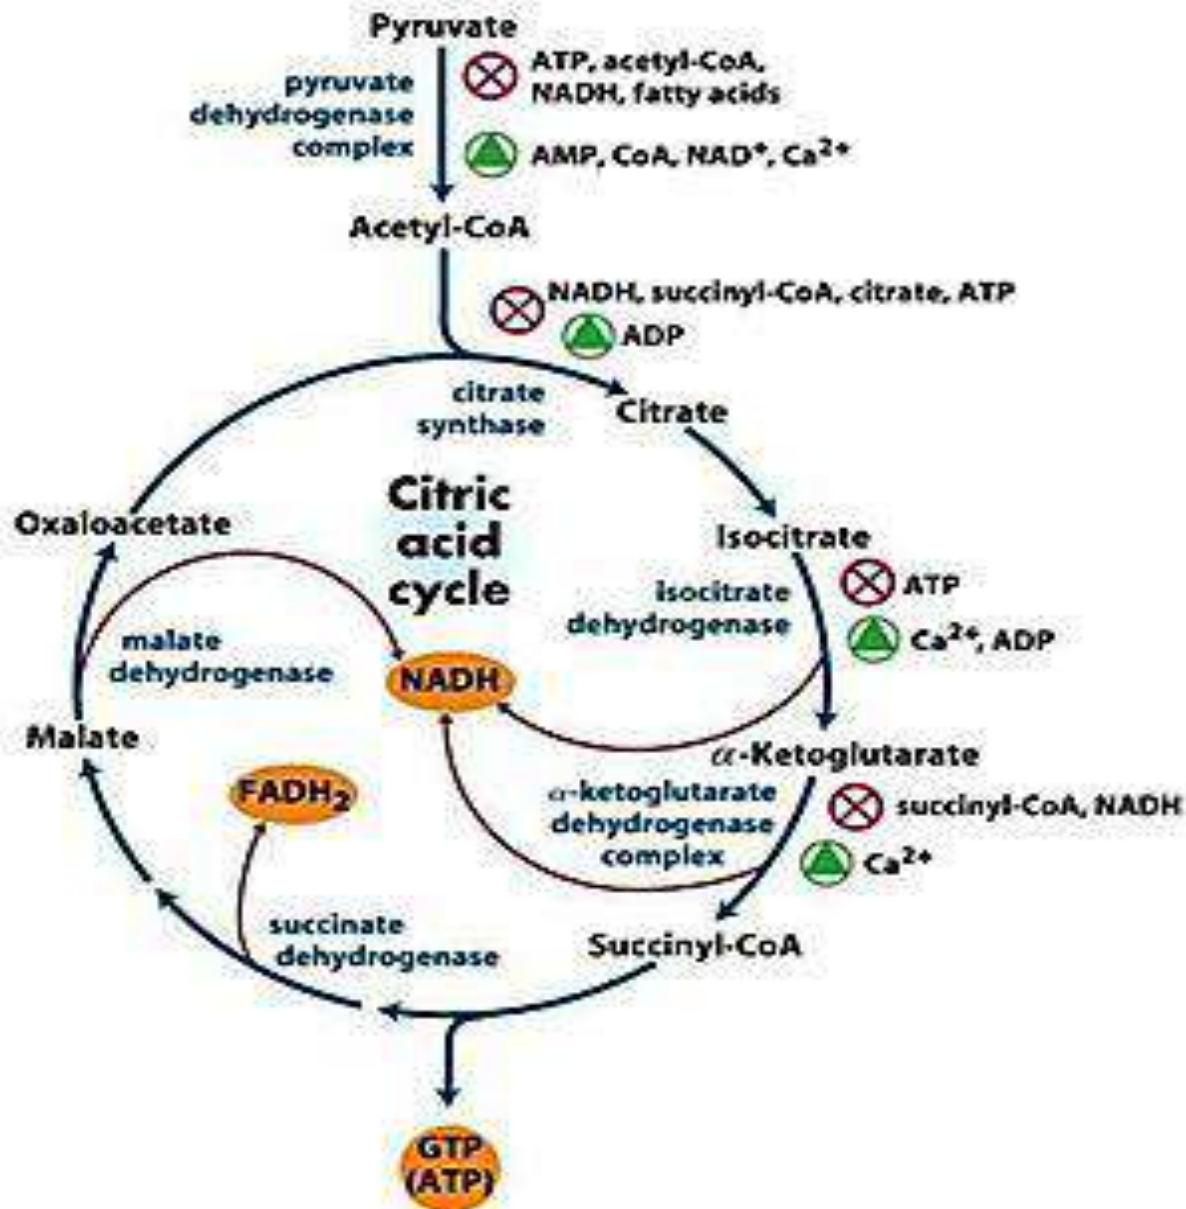 Pyruvate
pyruvate
dehydrogenase
complex
ATP, acetyl-CoA,
NADH, fatty acids
AMP, CoA, NAD⁺, Ca²⁺
Acetyl-CoA
NADH, succinyl-CoA, citrate, ATP
ADP
citrate
synthase
Citrate
Citric
acid
cycle
Oxaloacetate
Isocitrate
isocitrate
dehydrogenase
ATP
Ca²⁺, ADP
malate
dehydrogenase
NADH
Malate
α-Ketoglutarate
FADH₂
α-ketoglutarate
dehydrogenase
complex
succinyl-CoA, NADH
Ca²⁺
succinate
dehydrogenase
Succinyl-CoA
GTP
(ATP)